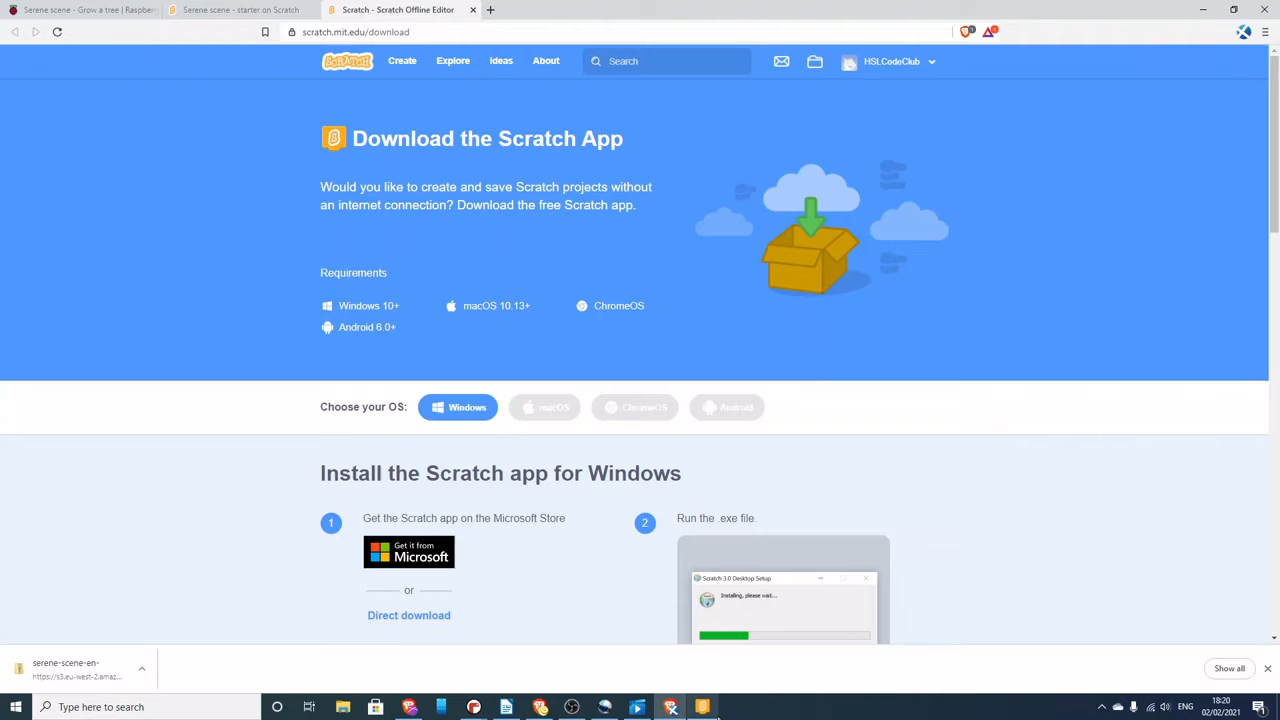 Serene scene - Grow a tree | Raspberr
Serene scene - starter on Scratch
Scratch - Scratch Offline Editor
scratch.mit.edu/download
SCRATCH
Create
Explore
Ideas
About
Search
HSLCodeClub
Download the Scratch App
Would you like to create and save Scratch projects without
an internet connection? Download the free Scratch app.
Requirements
Windows 10+
macOS 10.13+
ChromeOS
Android 6.0+
Choose your OS:
Windows
macOS
ChromeOS
Android
Install the Scratch app for Windows
1
Get the Scratch app on the Microsoft Store
Get it from
Microsoft
or
Direct download
2
Run the .exe file.
Scratch 3.0 Desktop Setup
Installing, please wait...
serene-scene-en-
https://s3.eu-west-2.amaz...
Show all
Type here to search
ENG
18:20
02/02/2021